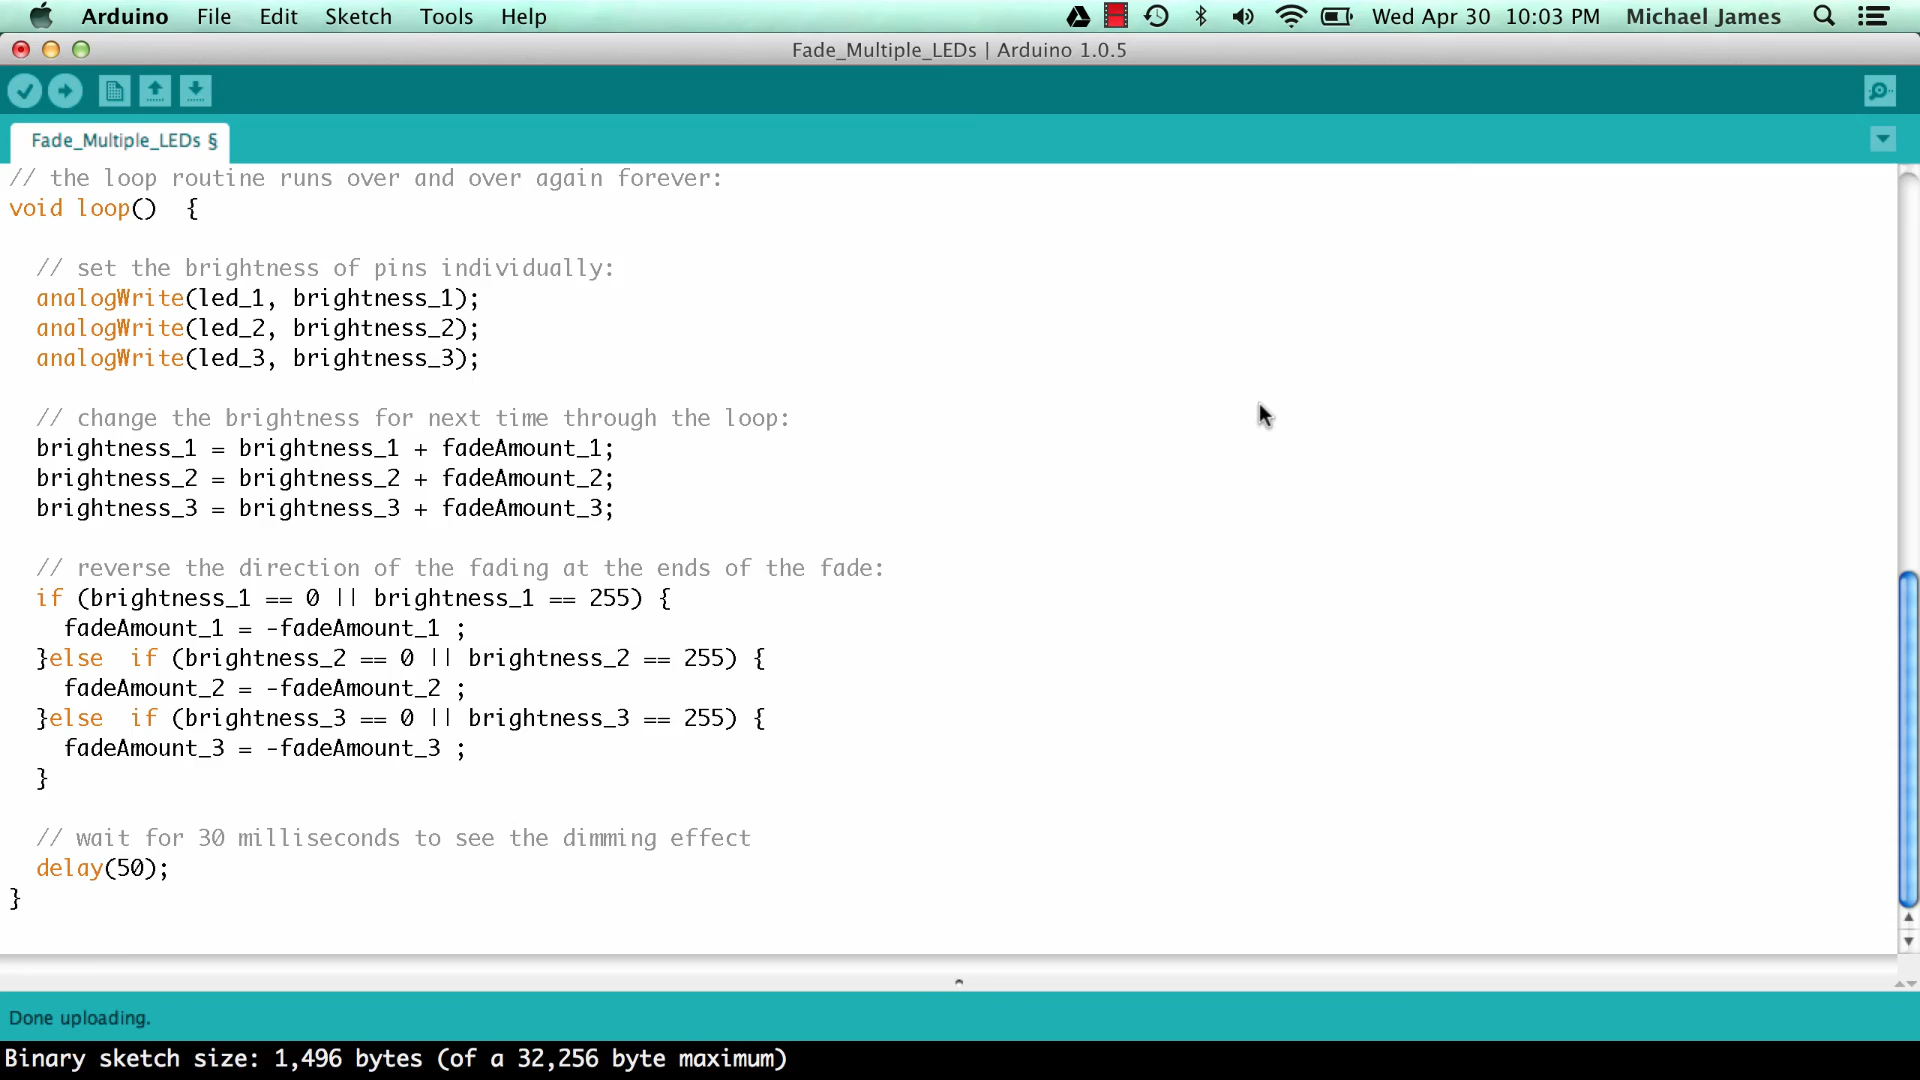 Arduino File Edit Sketch Tools Help Wed Apr 30 10:03 PM Michael James
Fade_Multiple_LEDs | Arduino 1.0.5
Fade_Multiple_LEDs §
// the loop routine runs over and over again forever:
void loop()  {
// set the brightness of pins individually:
analogWrite(led_1, brightness_1);
analogWrite(led_2, brightness_2);
analogWrite(led_3, brightness_3);
// change the brightness for next time through the loop:
brightness_1 = brightness_1 + fadeAmount_1;
brightness_2 = brightness_2 + fadeAmount_2;
brightness_3 = brightness_3 + fadeAmount_3;
// reverse the direction of the fading at the ends of the fade:
if (brightness_1 == 0 || brightness_1 == 255) {
fadeAmount_1 = -fadeAmount_1 ;
}else  if (brightness_2 == 0 || brightness_2 == 255) {
fadeAmount_2 = -fadeAmount_2 ;
}else  if (brightness_3 == 0 || brightness_3 == 255) {
fadeAmount_3 = -fadeAmount_3 ;
}
// wait for 30 milliseconds to see the dimming effect
delay(50);
}
Done uploading.
Binary sketch size: 1,496 bytes (of a 32,256 byte maximum)